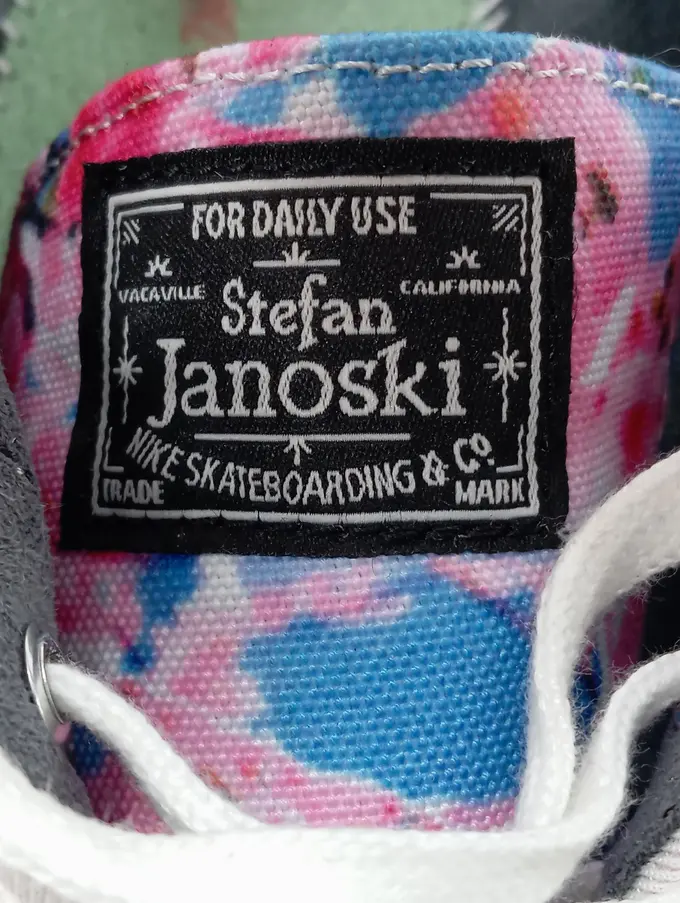 FOR DAILY USE
VACAVILLE CALIFORNIA
Stefan
Janoski
NIKE SKATEBOARDING & Co.
TRADE MARK